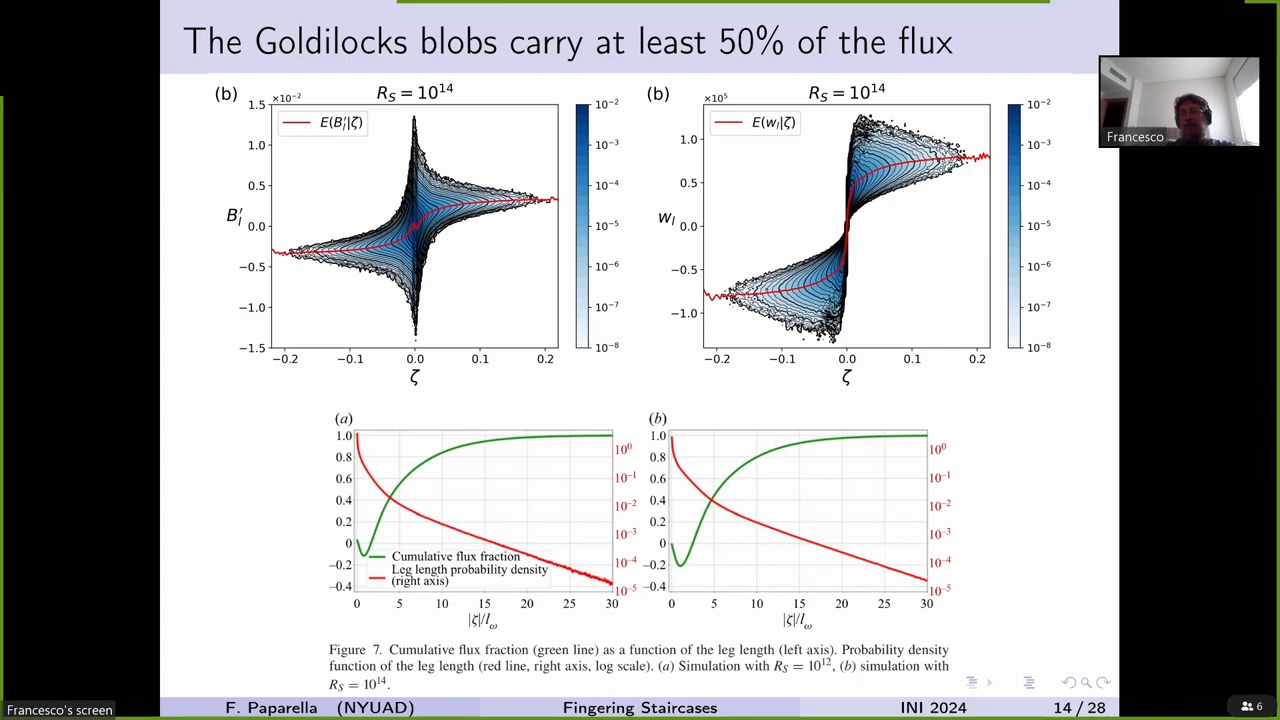 The Goldilocks blobs carry at least 50% of the flux
(b) R_S = 10^14
×10^−2
E(B'_l|ζ)
1.5
1.0
0.5
0.0
−0.5
−1.0
−1.5
B'_l
−0.2 −0.1 0.0 0.1 0.2
ζ
10^−2
10^−3
10^−4
10^−5
10^−6
10^−7
10^−8
(b) R_S = 10^14
×10^5
E(w_l|ζ)
1.0
0.5
0.0
−0.5
−1.0
w_l
−0.2 −0.1 0.0 0.1 0.2
ζ
10^−2
10^−3
10^−4
10^−5
10^−6
10^−7
10^−8
Francesco
(a)
1.0
0.8
0.6
0.4
0.2
0
−0.2
−0.4
10^0
10^−1
10^−2
10^−3
10^−4
10^−5
Cumulative flux fraction
Leg length probability density
(right axis)
0 5 10 15 20 25 30
|ζ|/l_ω
(b)
1.0
0.8
0.6
0.4
0.2
0
−0.2
−0.4
10^0
10^−1
10^−2
10^−3
10^−4
10^−5
0 5 10 15 20 25 30
|ζ|/l_ω
Figure 7. Cumulative flux fraction (green line) as a function of the leg length (left axis). Probability density
function of the leg length (red line, right axis, log scale). (a) Simulation with R_S = 10^12, (b) simulation with
R_S = 10^14.
F. Paparella (NYUAD) Fingering Staircases INI 2024 14 / 28
Francesco's screen
6